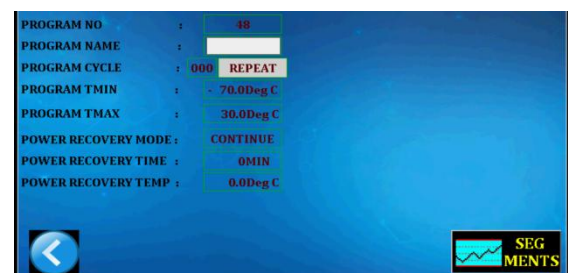 PROGRAM NO : 48
PROGRAM NAME :
PROGRAM CYCLE : 000 REPEAT
PROGRAM TMIN : - 70.0Deg C
PROGRAM TMAX : 30.0Deg C
POWER RECOVERY MODE : CONTINUE
POWER RECOVERY TIME : 0MIN
POWER RECOVERY TEMP : 0.0Deg C
SEG
MENTS